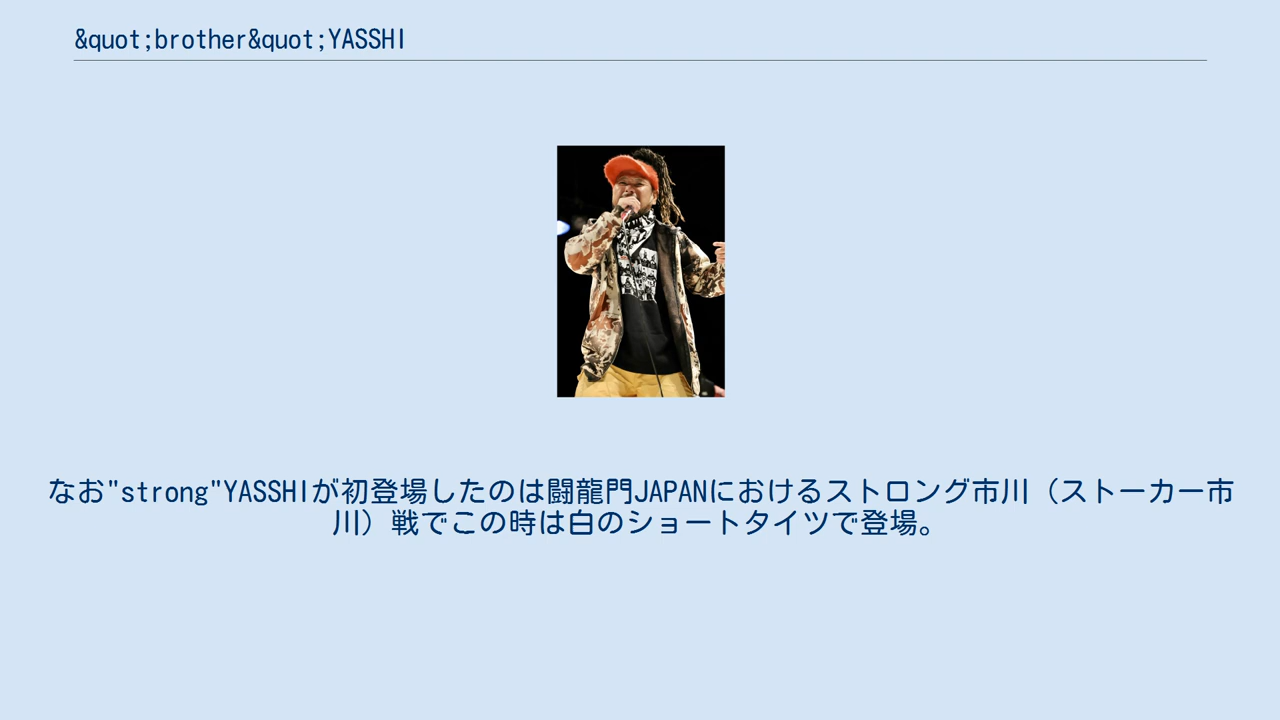 &quot;brother&quot;YASSHI
なお"strong"YASSHIが初登場したのは闘龍門JAPANにおけるストロング市川（ストーカー市
川）戦でこの時は白のショートタイツで登場。